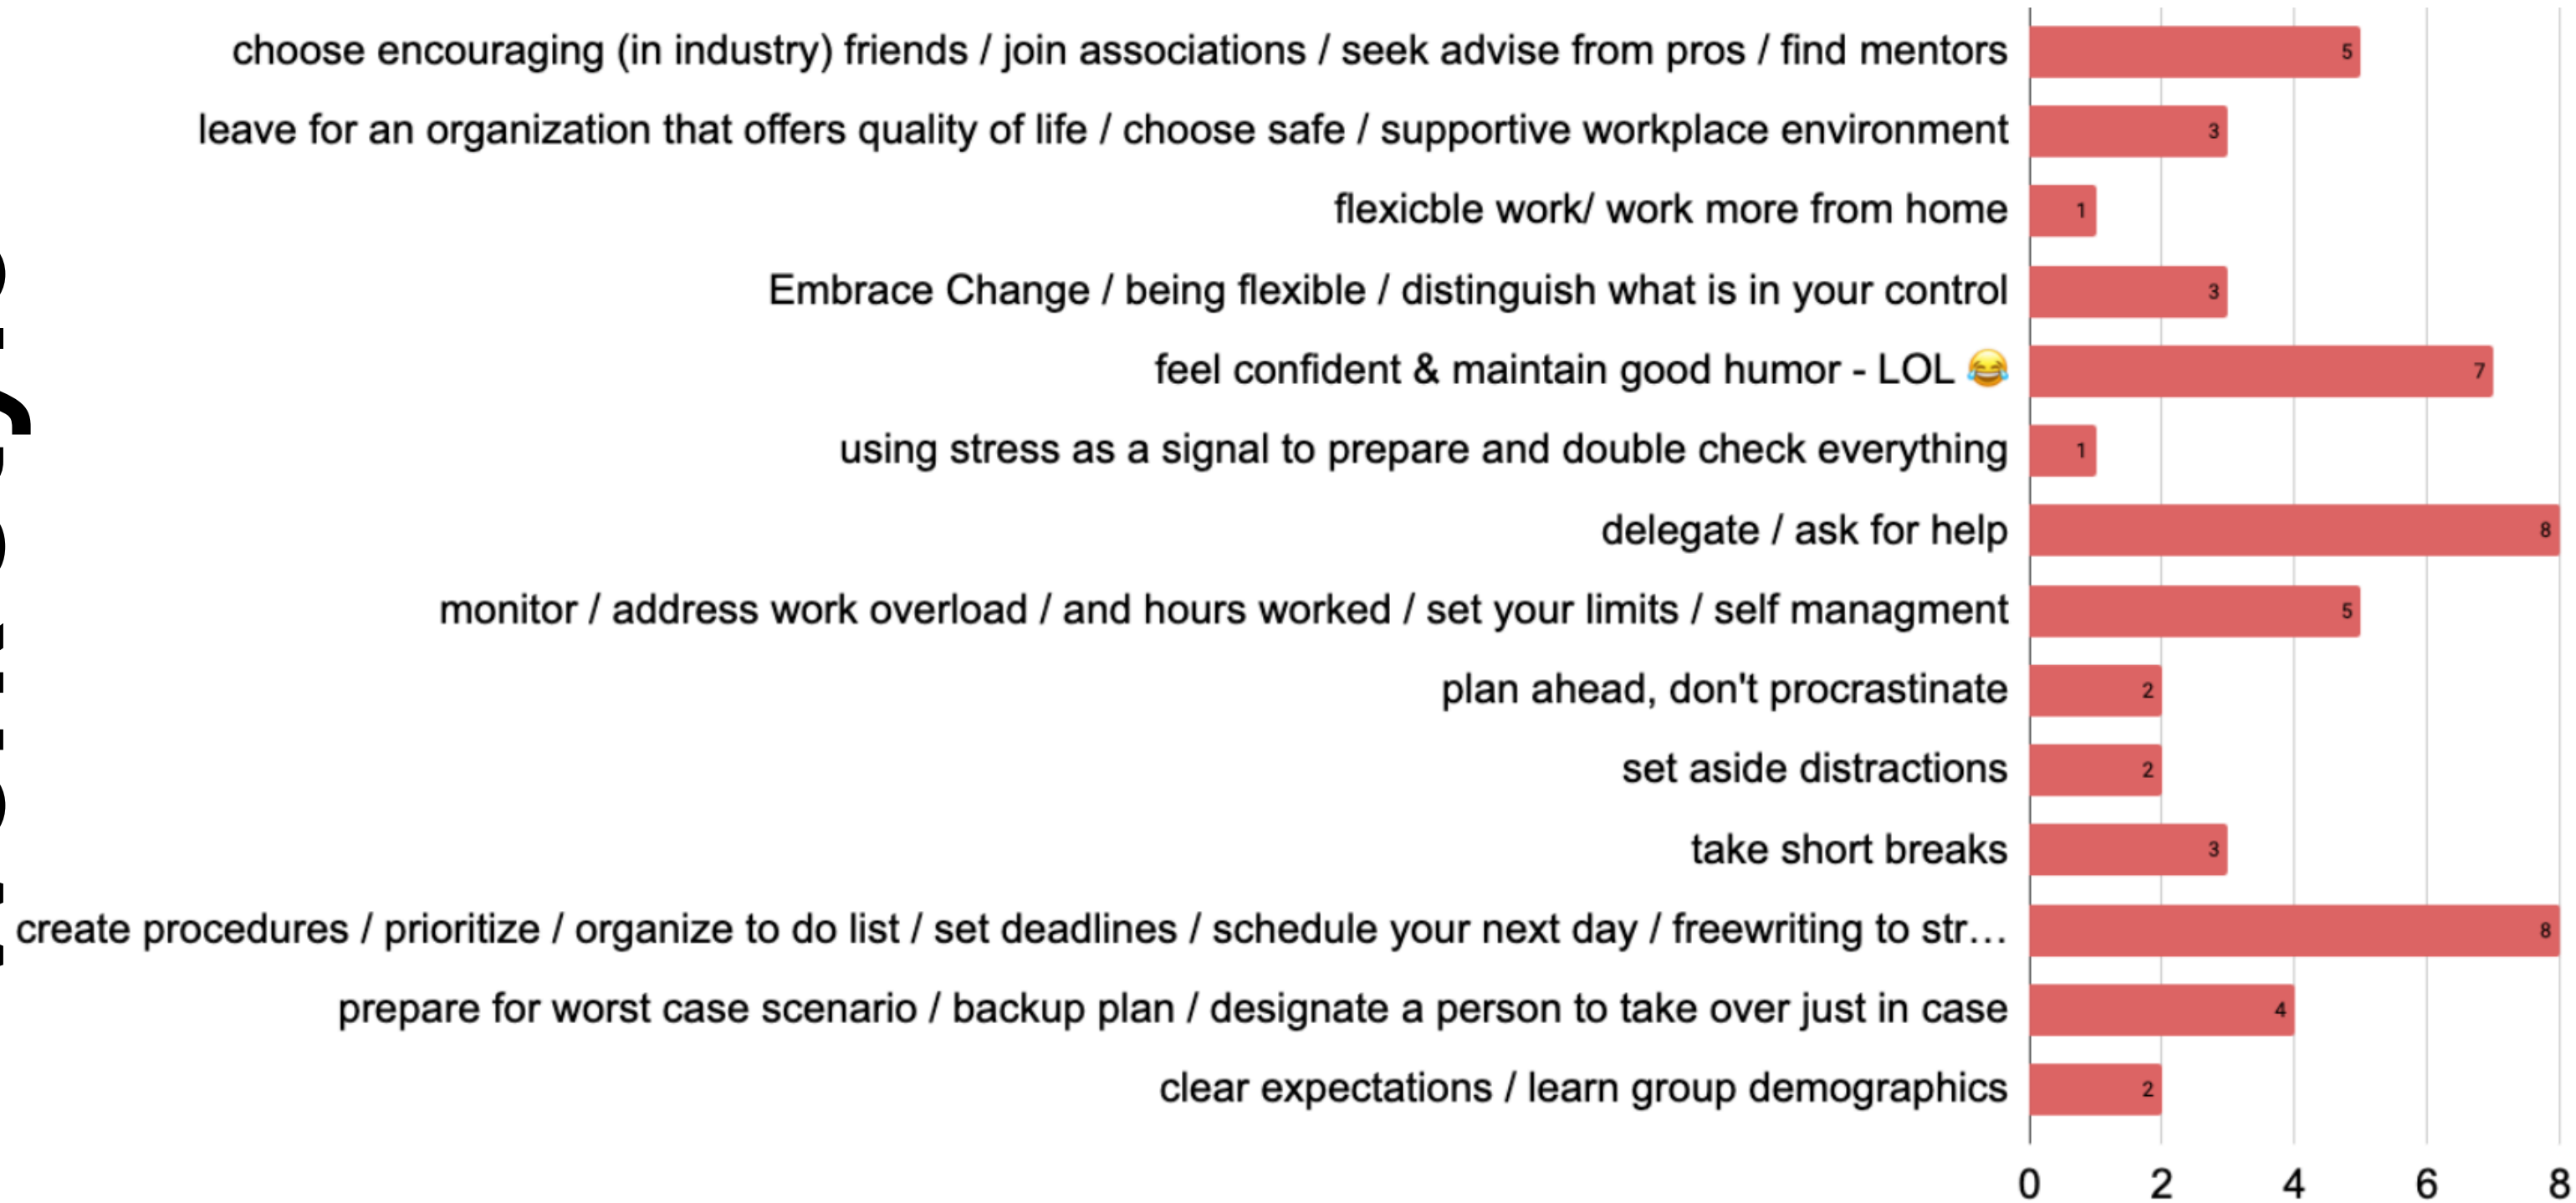 choose encouraging (in industry) friends / join associations / seek advise from pros / find mentors 5
leave for an organization that offers quality of life / choose safe / supportive workplace environment 3
flexicble work/ work more from home 1
Embrace Change / being flexible / distinguish what is in your control 3
feel confident & maintain good humor - LOL 😂 7
using stress as a signal to prepare and double check everything 1
delegate / ask for help 8
monitor / address work overload / and hours worked / set your limits / self managment 5
plan ahead, don't procrastinate 2
set aside distractions 2
take short breaks 3
create procedures / prioritize / organize to do list / set deadlines / schedule your next day / freewriting to str… 8
prepare for worst case scenario / backup plan / designate a person to take over just in case 4
clear expectations / learn group demographics 2
0 2 4 6 8